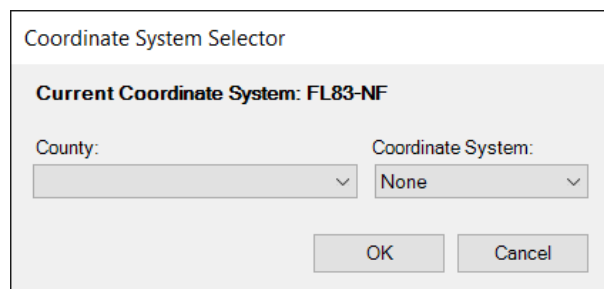 Coordinate System Selector
Current Coordinate System: FL83-NF
County: Coordinate System:
None
OK Cancel